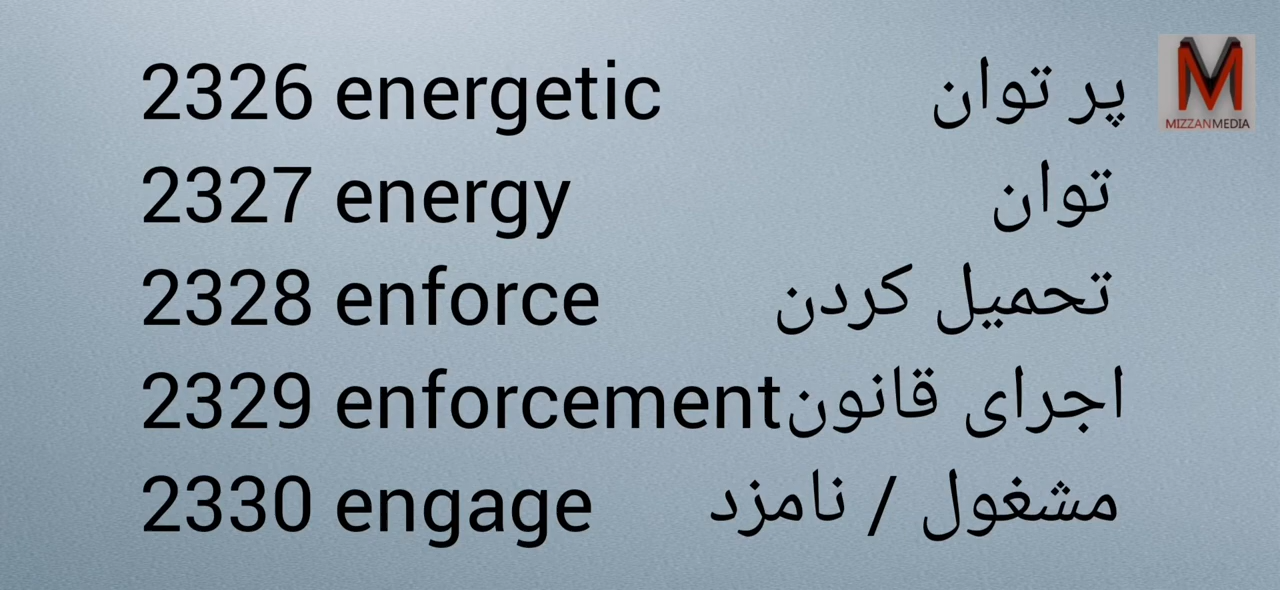 2326 energetic پر توان
2327 energy توان
2328 enforce تحمیل کردن
2329 enforcement اجرای قانون
2330 engage مشغول / نامزد
MIZZANMEDIA